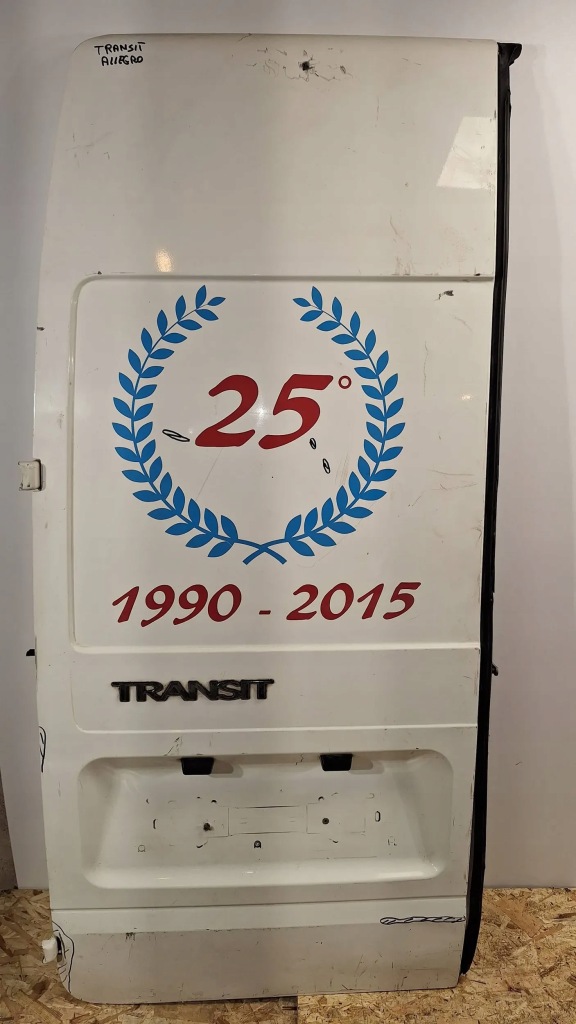 TRANSIT
ALLEGRO
25°
1990 - 2015
TRANSIT